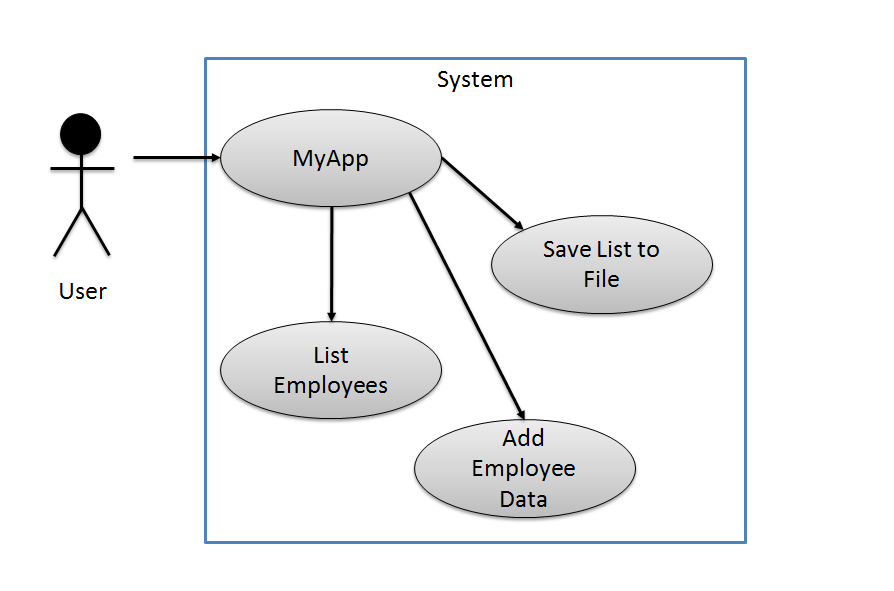 System
MyApp
Save List to
File
User
List
Employees
Add
Employee
Data